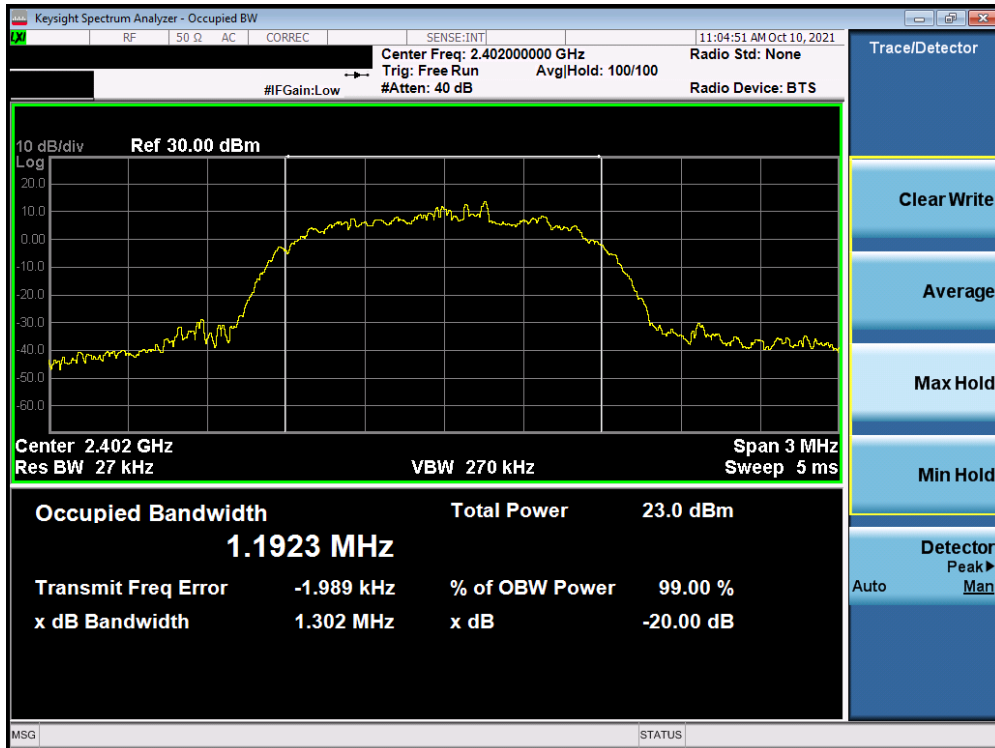 Keysight Spectrum Analyzer - Occupied BW
LXI RF 50 Ω AC CORREC SENSE:INT 11:04:51 AM Oct 10, 2021
Center Freq: 2.402000000 GHz Radio Std: None
Trig: Free Run Avg|Hold: 100/100
#IFGain:Low #Atten: 40 dB Radio Device: BTS
10 dB/div Ref 30.00 dBm
Log
20.0
10.0
0.00
-10.0
-20.0
-30.0
-40.0
-50.0
-60.0
Center 2.402 GHz Span 3 MHz
Res BW 27 kHz VBW 270 kHz Sweep 5 ms
Occupied Bandwidth Total Power 23.0 dBm
1.1923 MHz
Transmit Freq Error -1.989 kHz % of OBW Power 99.00 %
x dB Bandwidth 1.302 MHz x dB -20.00 dB
MSG STATUS
Trace/Detector
Clear Write
Average
Max Hold
Min Hold
Detector
Peak▶
Auto Man